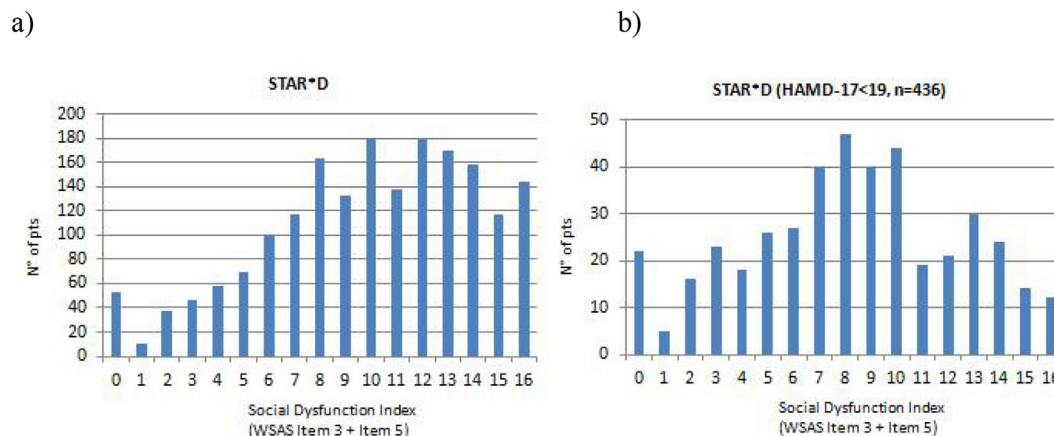 a)
STAR*D
N° of pts
200
180
160
140
120
100
80
60
40
20
0
0 1 2 3 4 5 6 7 8 9 10 11 12 13 14 15 16
Social Dysfunction Index
(WSAS Item 3 + Item 5)
b)
STAR*D (HAMD-17<19, n=436)
N° of pts
50
40
30
20
10
0
0 1 2 3 4 5 6 7 8 9 10 11 12 13 14 15 16
Social Dysfunction Index
(WSAS Item 3 + Item 5)